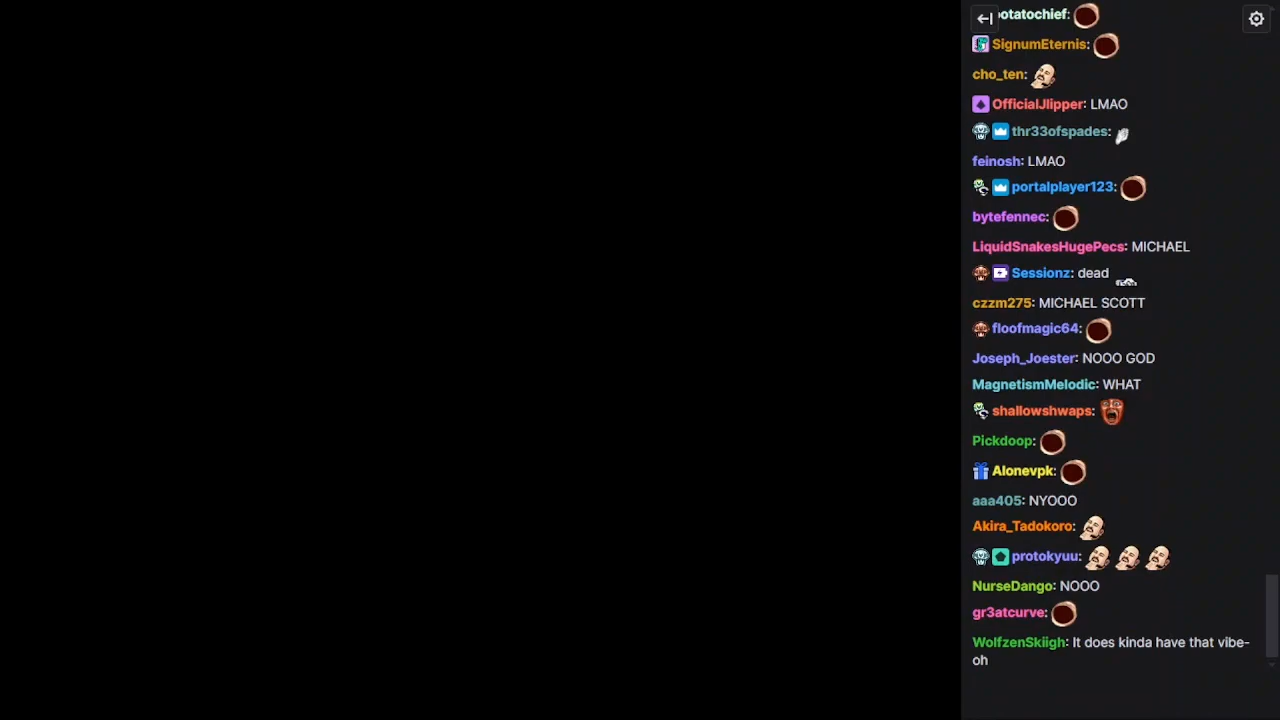 otatochief:
SignumEternis:
cho_ten:
OfficialJlipper: LMAO
thr33ofspades:
feinosh: LMAO
portalplayer123:
bytefennec:
LiquidSnakesHugePecs: MICHAEL
Sessionz: dead
czzm275: MICHAEL SCOTT
floofmagic64:
Joseph_Joester: NOOO GOD
MagnetismMelodic: WHAT
shallowshwaps:
Pickdoop:
Alonevpk:
aaa405: NYOOO
Akira_Tadokoro:
protokyuu:
NurseDango: NOOO
gr3atcurve:
WolfzenSkiigh: It does kinda have that vibe-
oh